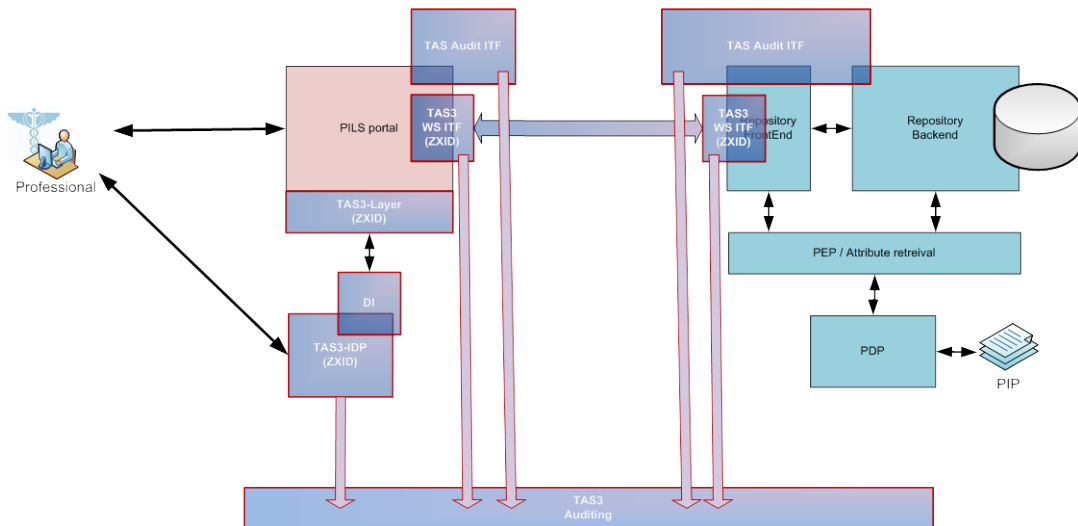 TAS Audit ITF
TAS Audit ITF
TAS3
WS ITF
(ZXID)
PILS portal
TAS3
WS ITF
(ZXID)
Repository
FrontEnd
Repository
Backend
Professional
TAS3-Layer
(ZXID)
PEP / Attribute retreival
DI
TAS3-IDP
(ZXID)
PDP
PIP
TAS3
Auditing